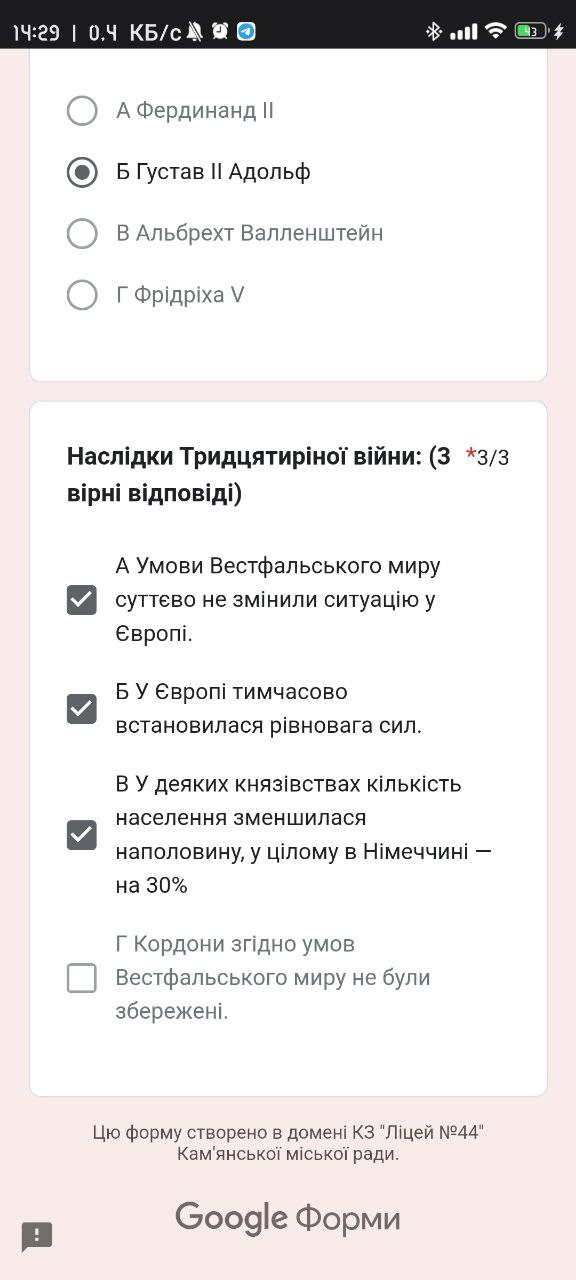 14:29 | 0.4 КБ/с
43
А Фердинанд II
Б Густав II Адольф
В Альбрехт Валленштейн
Г Фрідріха V
Наслідки Тридцятиріної війни: (3 *3/3
вірні відповіді)
А Умови Вестфальського миру
суттєво не змінили ситуацію у
Європі.
Б У Європі тимчасово
встановилася рівновага сил.
В У деяких князівствах кількість
населення зменшилася
наполовину, у цілому в Німеччині —
на 30%
Г Кордони згідно умов
Вестфальського миру не були
збережені.
Цю форму створено в домені КЗ "Ліцей №44"
Кам'янської міської ради.
Google Форми